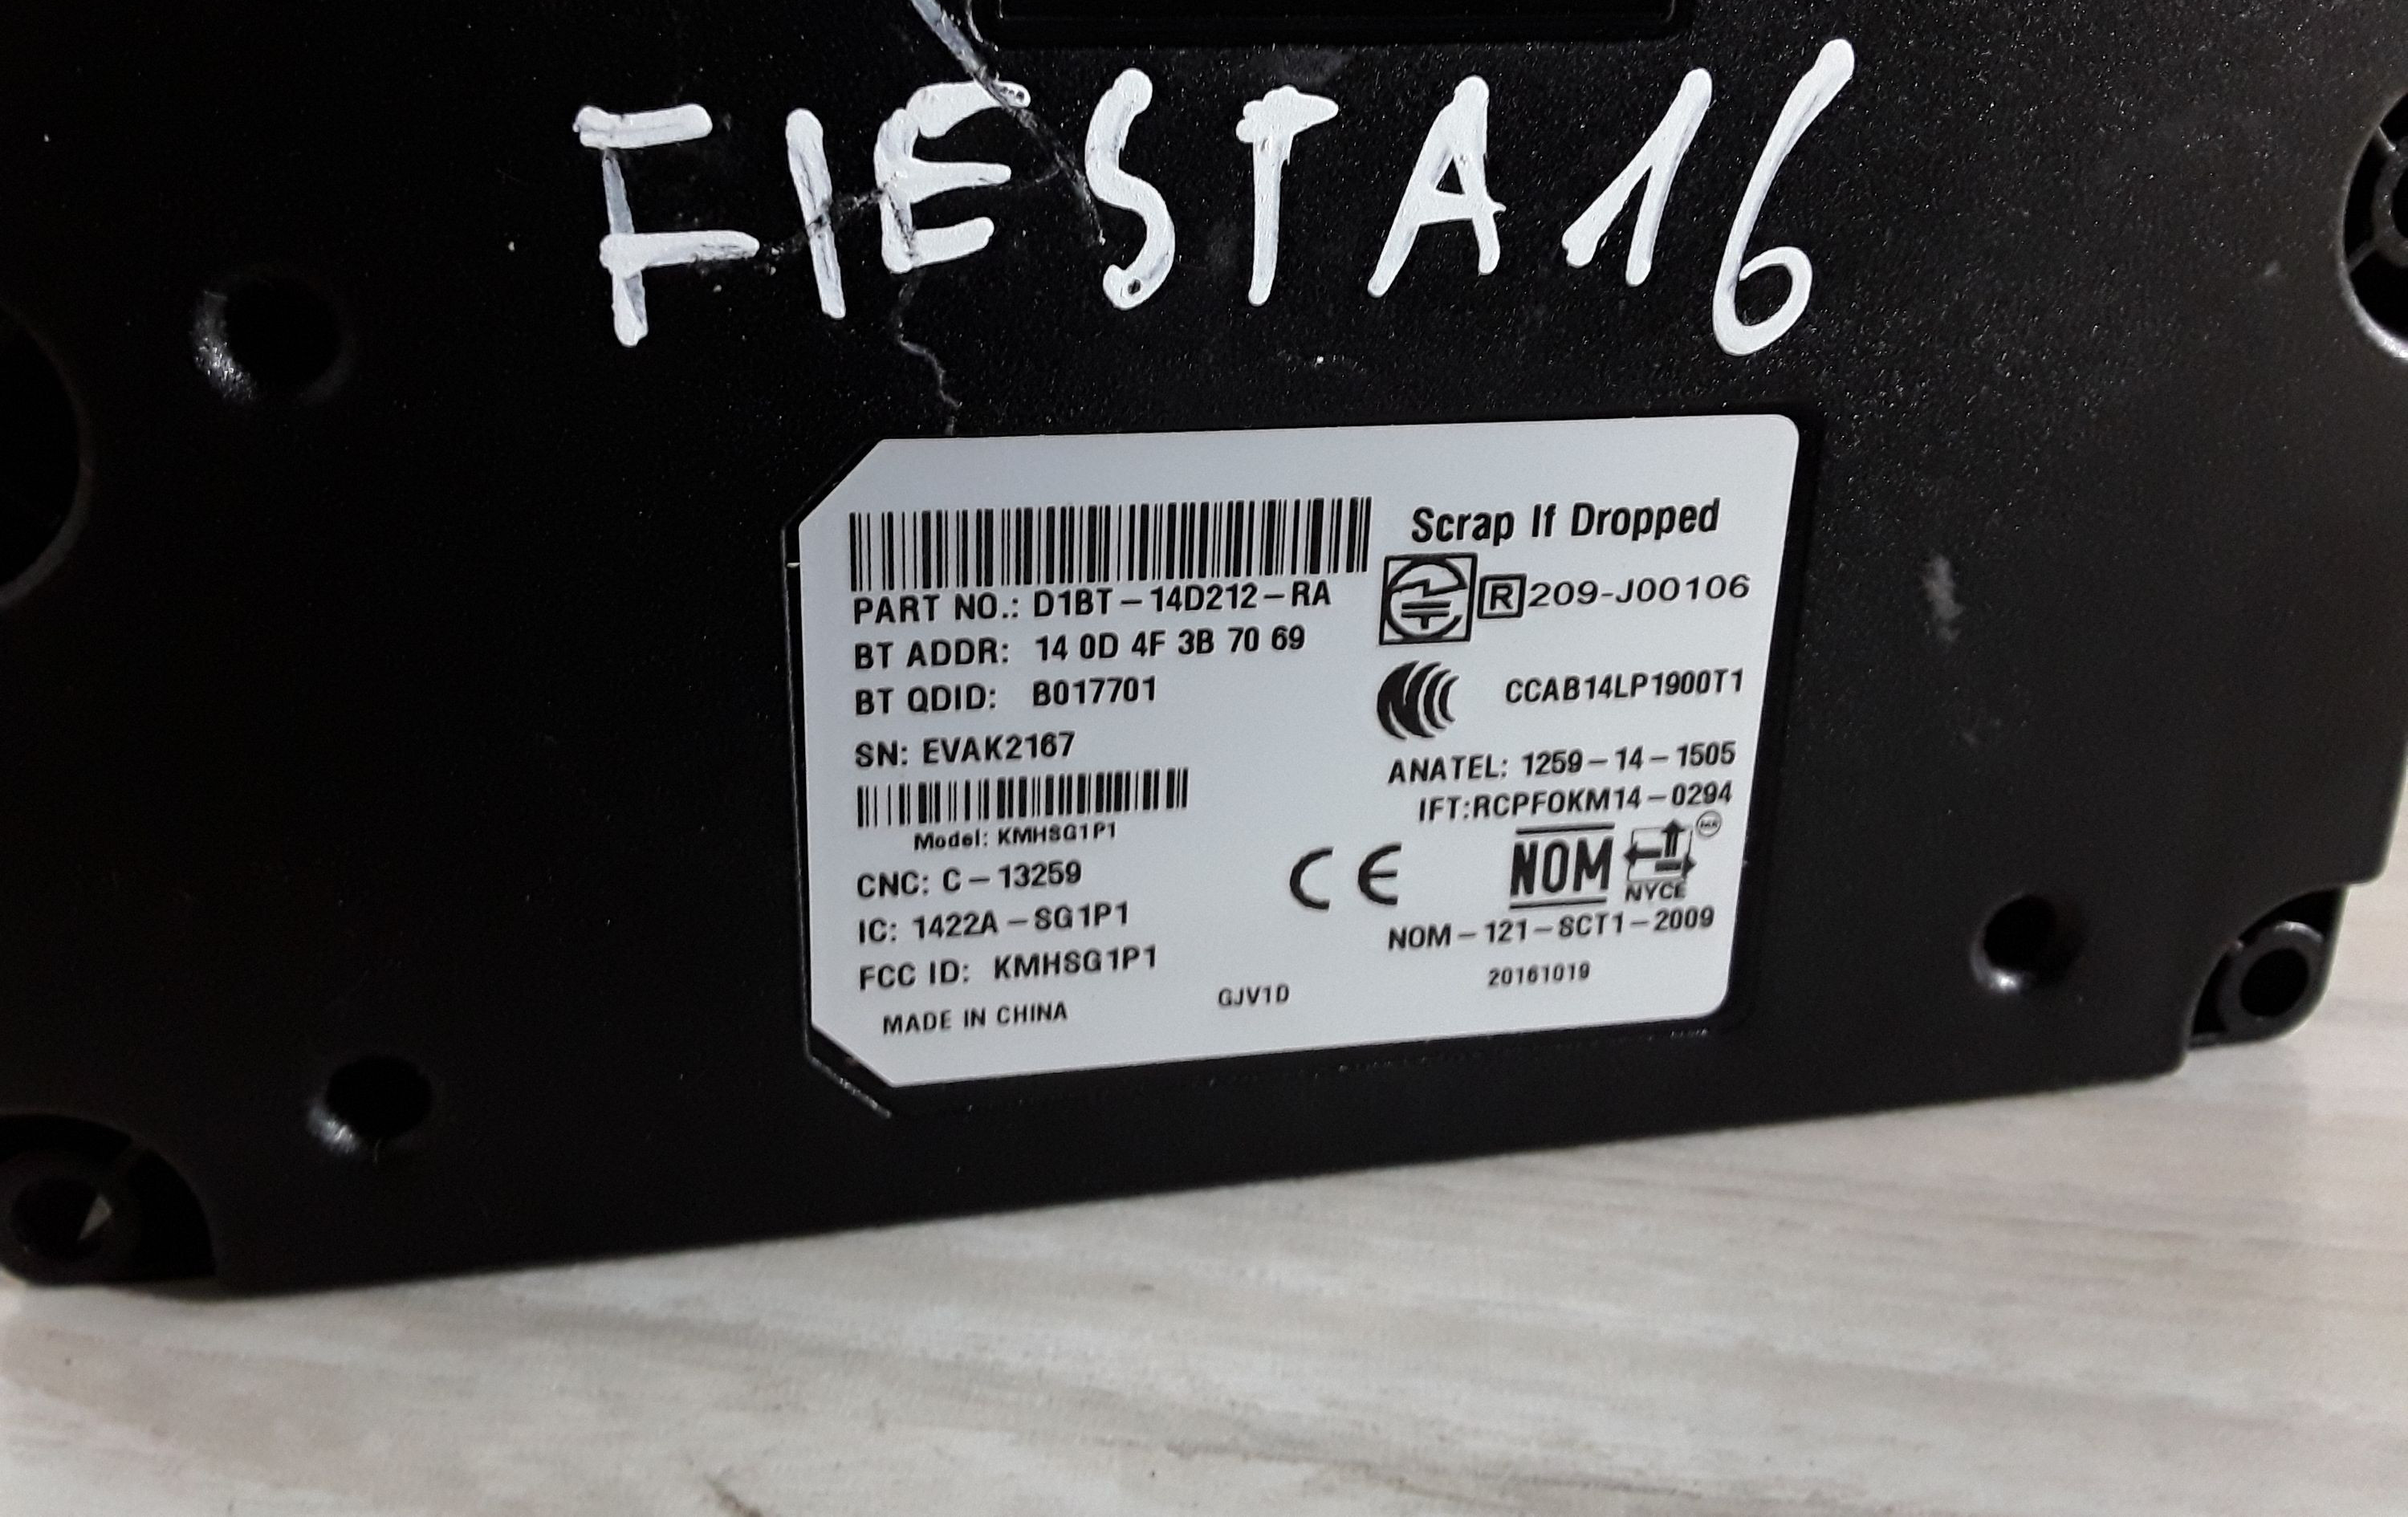 FIESTA16
Scrap If Dropped
PART NO.: D1BT-14D212-RA
R 209-J00106
BT ADDR: 14 0D 4F 3B 70 69
BT QDID: B017701
CCAB14LP1900T1
SN: EVAK2167
ANATEL: 1259-14-1505
IFT:RCPFOKM14-0294
Model: KMHSG1P1
CE
NOM
NYCE
CNC: C-13259
IC: 1422A-SG1P1
NOM-121-SCT1-2009
FCC ID: KMHSG1P1
20161019
MADE IN CHINA
GJV1D